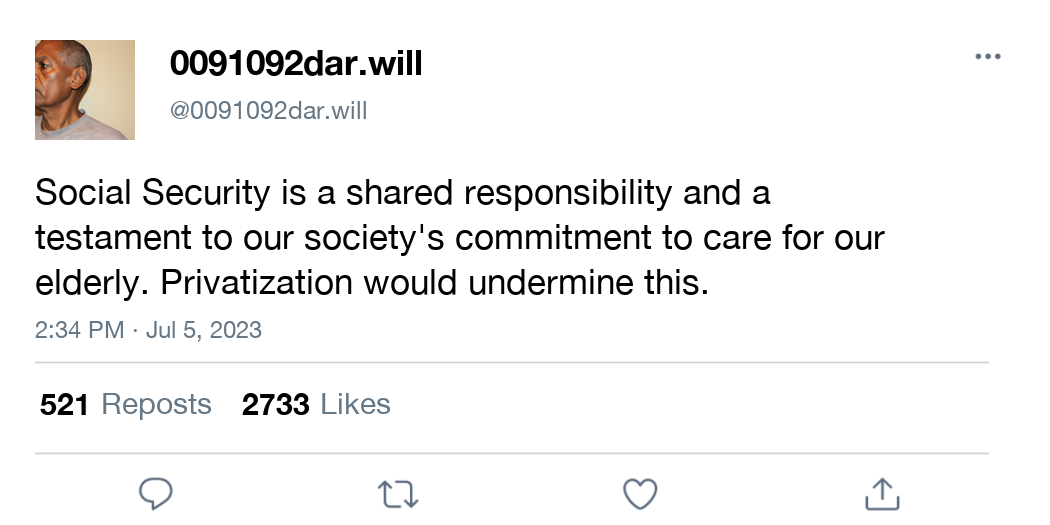 0091092dar.will
@0091092dar.will
Social Security is a shared responsibility and a
testament to our society's commitment to care for our
elderly. Privatization would undermine this.
2:34 PM · Jul 5, 2023
521 Reposts 2733 Likes